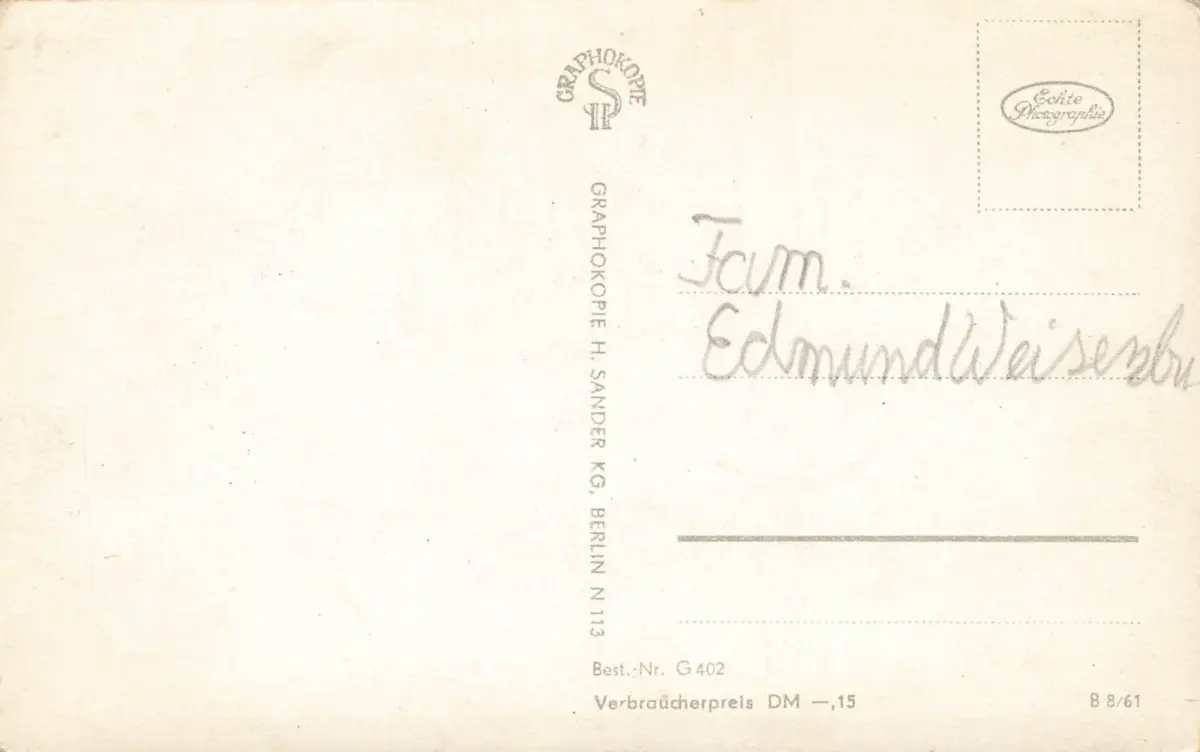 GRAPHOKOPIE
SH
Echte
Photographie
GRAPHOKOPIE H. SANDER KG, BERLIN N 113
Fam.
Edmund Weisenbu
Best.-Nr. G 402
Verbraucherpreis DM —,15
B 8/61